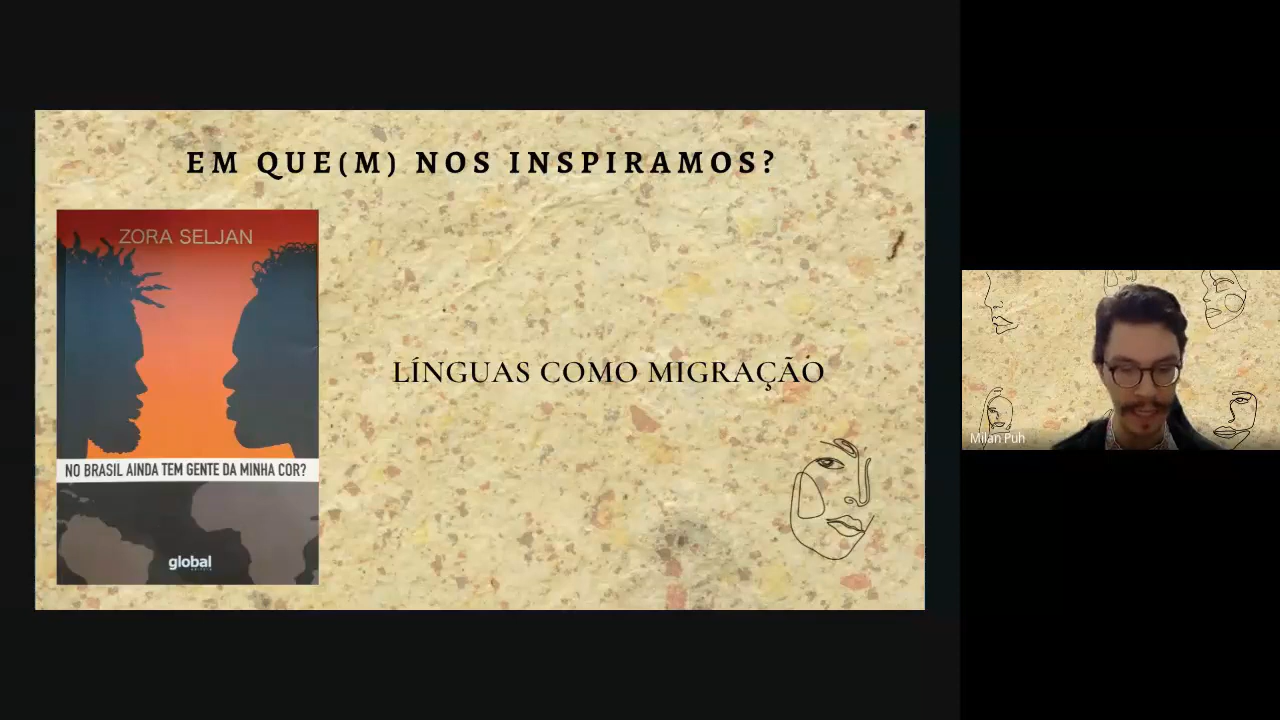 EM QUE(M) NOS INSPIRAMOS?
ZORA SELJAN
NO BRASIL AINDA TEM GENTE DA MINHA COR?
global
LÍNGUAS COMO MIGRAÇÃO
Milan Puh